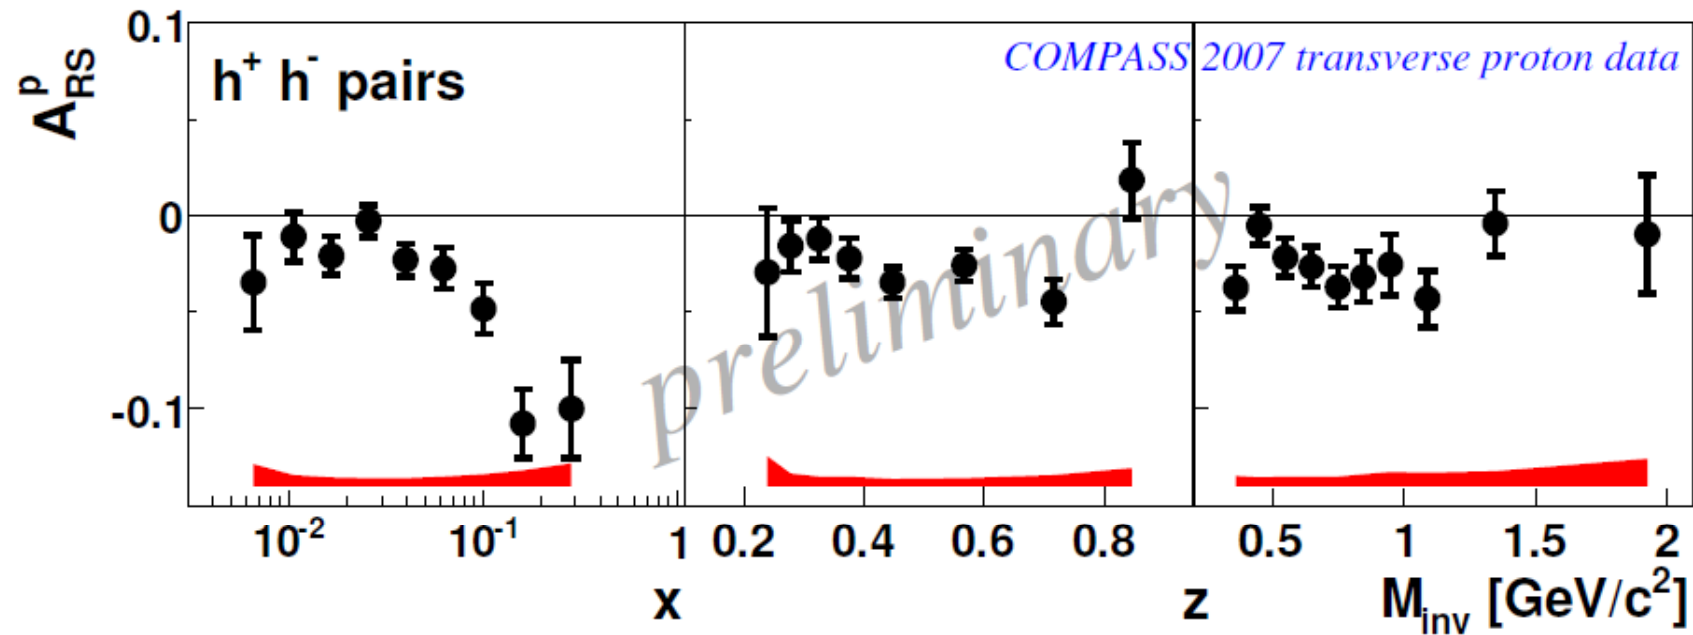 0.1
A^p_RS
h^+ h^- pairs
COMPASS 2007 transverse proton data
0
preliminary
-0.1
10^-2 10^-1 1 0.2 0.4 0.6 0.8 0.5 1 1.5 2
x z M_inv [GeV/c^2]